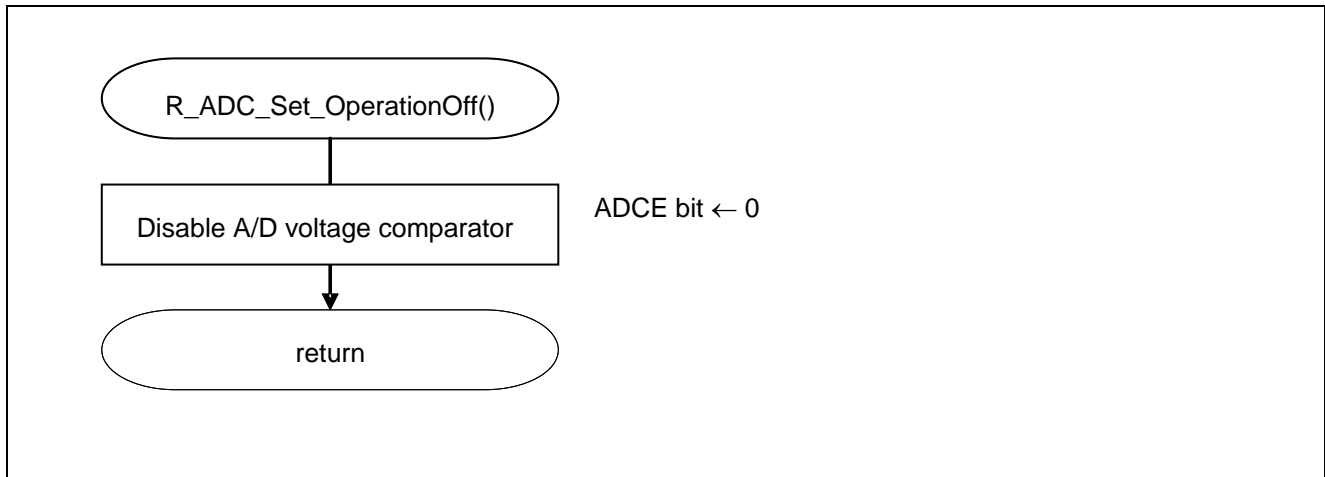 R_ADC_Set_OperationOff()
Disable A/D voltage comparator
ADCE bit ← 0
return